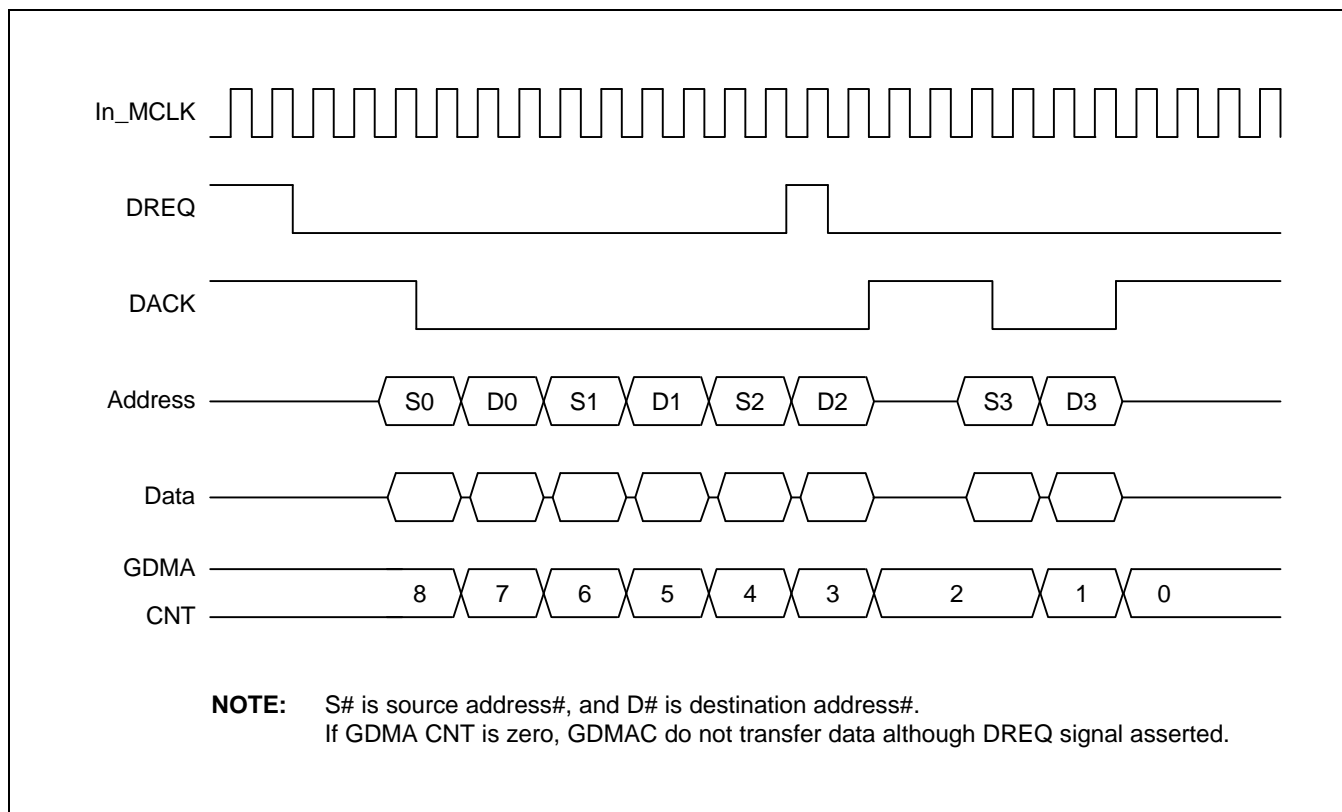 In_MCLK
DREQ
DACK
Address S0 D0 S1 D1 S2 D2 S3 D3
Data
GDMA
CNT
8 7 6 5 4 3 2 1 0
NOTE: S# is source address#, and D# is destination address#.
If GDMA CNT is zero, GDMAC do not transfer data although DREQ signal asserted.